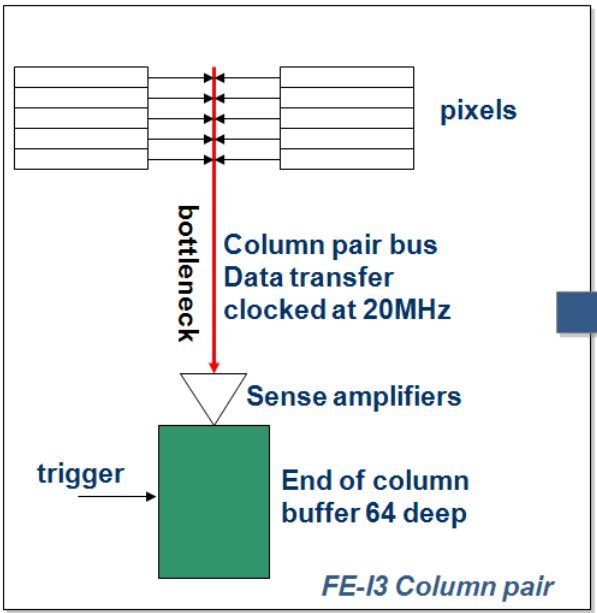 pixels
bottleneck
Column pair bus
Data transfer
clocked at 20MHz
Sense amplifiers
trigger
End of column
buffer 64 deep
FE-I3 Column pair